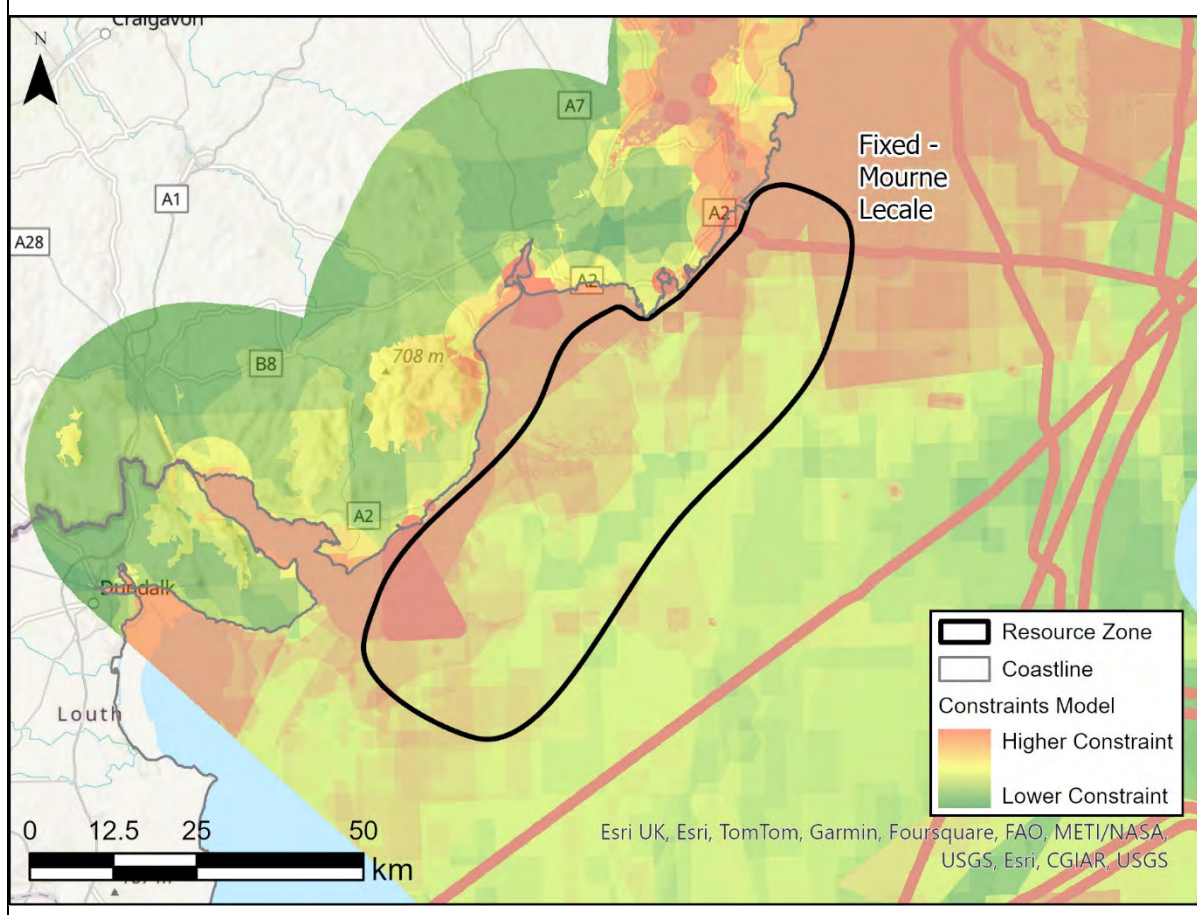 Craigavon
N
A7
Fixed -
Mourne
Lecale
A1
A2
A28
A2
708 m
B8
A2
Dundalk
Resource Zone
Coastline
Louth
Constraints Model
Higher Constraint
Lower Constraint
0 12.5 25 50
km
Esri UK, Esri, TomTom, Garmin, Foursquare, FAO, METI/NASA,
USGS, Esri, CGIAR, USGS